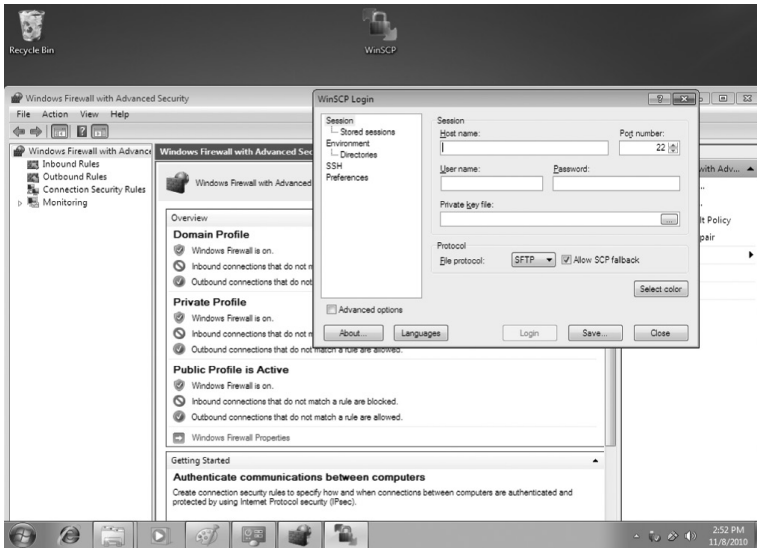 Recycle Bin
WinSCP
Windows Firewall with Advanced Security
File Action View Help
Windows Firewall with Advance
Inbound Rules
Outbound Rules
Connection Security Rules
Monitoring
Windows Firewall with Advanced Sec
Windows Firewall with Advanced
Overview
Domain Profile
Windows Firewall is on.
Inbound connections that do not m
Outbound connections that do not
Private Profile
Windows Firewall is on.
Inbound connections that do not m
Outbound connections that do not match a rule are allowed.
Public Profile is Active
Windows Firewall is on.
Inbound connections that do not match a rule are blocked.
Outbound connections that do not match a rule are allowed.
Windows Firewall Properties
Getting Started
Authenticate communications between computers
Create connection security rules to specify how and when connections between computers are authenticated and
protected by using Internet Protocol security (IPsec).
WinSCP Login
Session
Stored sessions
Environment
Directories
SSH
Preferences
Advanced options
Session
Host name: Port number:
22
User name: Password:
Private key file:
...
Protocol
File protocol: SFTP Allow SCP fallback
Select color
About... Languages Login Save... Close
with Adv...
lt Policy
pair
2:52 PM
11/8/2010